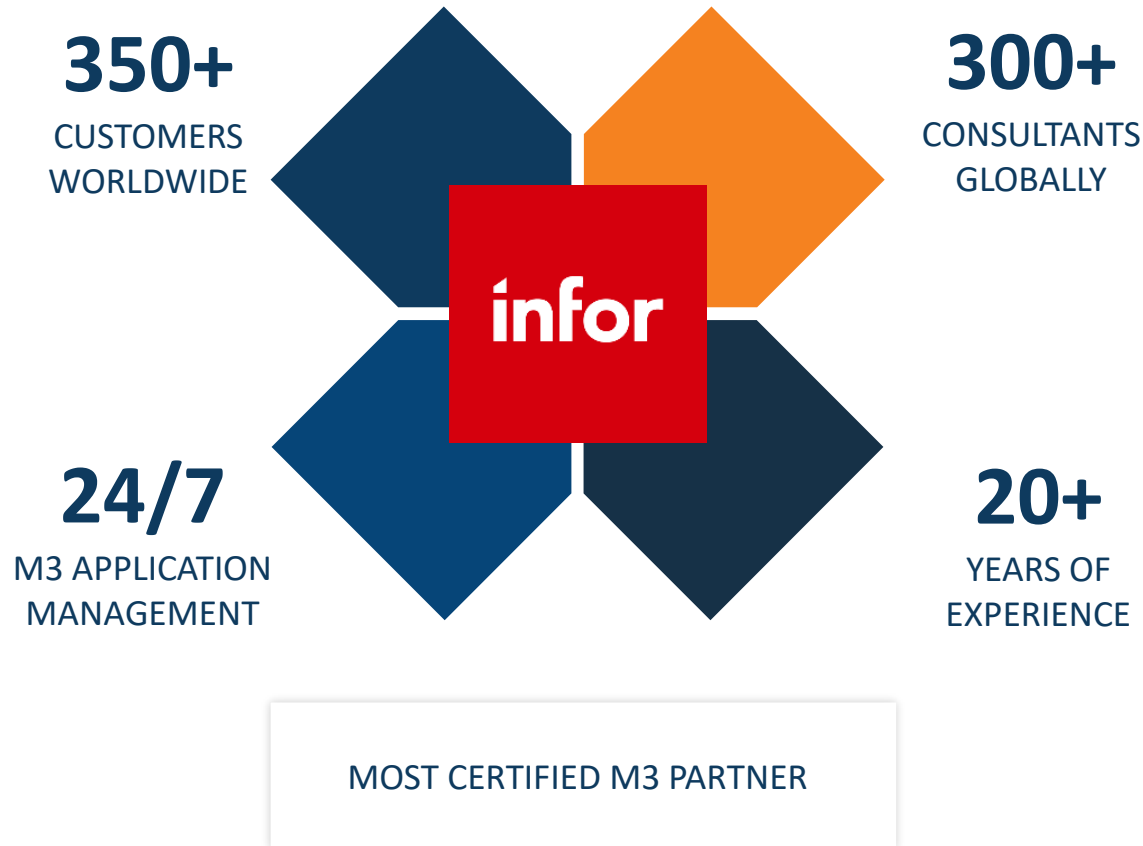 350+
CUSTOMERS
WORLDWIDE
300+
CONSULTANTS
GLOBALLY
infor
24/7
M3 APPLICATION
MANAGEMENT
20+
YEARS OF
EXPERIENCE
MOST CERTIFIED M3 PARTNER